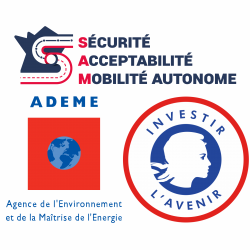 SÉCURITÉ
ACCEPTABILITÉ
MOBILITÉ AUTONOME
ADEME
Agence de l'Environnement
et de la Maîtrise de l'Energie
INVESTIR
L'AVENIR